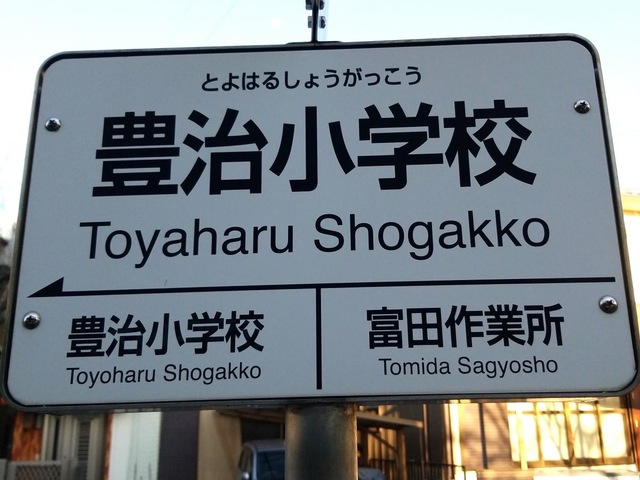 とよはるしょうがっこう
豊治小学校
Toyaharu Shogakko
豊治小学校
Toyoharu Shogakko
富田作業所
Tomida Sagyosho